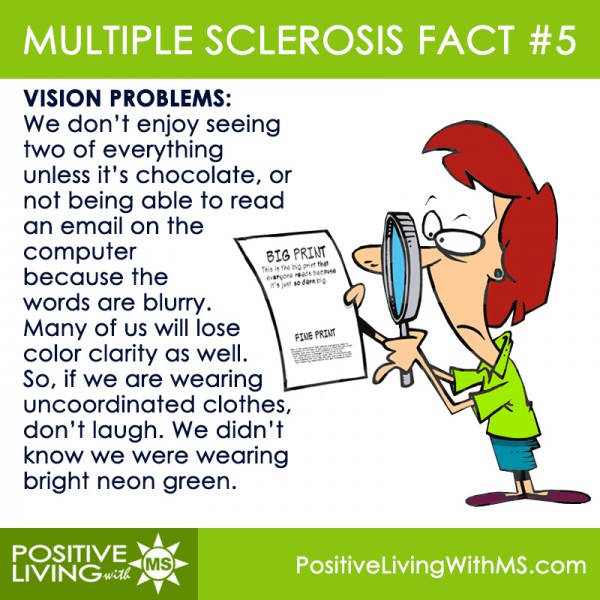 MULTIPLE SCLEROSIS FACT #5
VISION PROBLEMS:
We don’t enjoy seeing
two of everything
unless it’s chocolate, or
not being able to read
an email on the
computer
because the
words are blurry.
Many of us will lose
color clarity as well.
So, if we are wearing
uncoordinated clothes,
don’t laugh. We didn’t
know we were wearing
bright neon green.
BIG PRINT
This is the big print that
everyone reads because
it's just so darn big.
FINE PRINT
POSITIVE
LIVING with MS
PositiveLivingWithMS.com